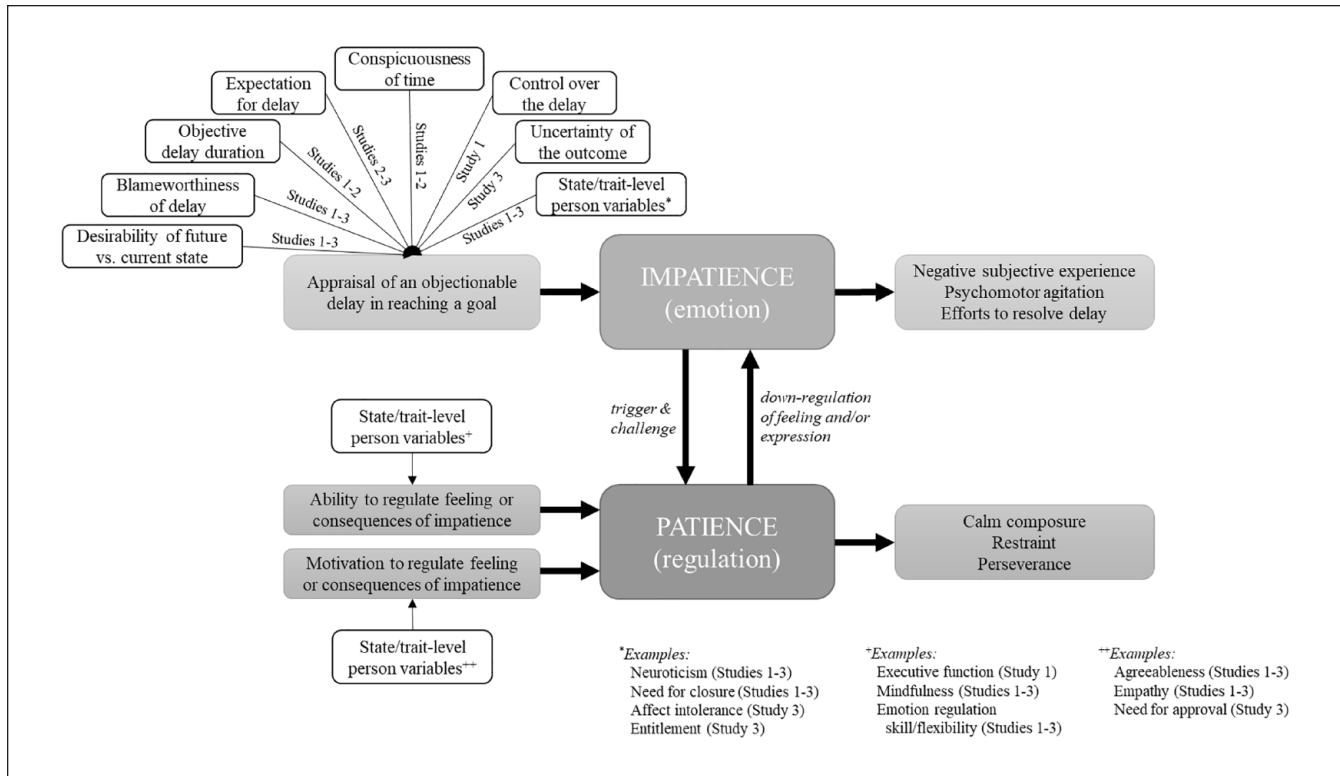 Conspicuousness
of time
Expectation
for delay
Control over
the delay
Objective
delay duration
Uncertainty of
the outcome
Blameworthiness
of delay
State/trait-level
person variables*
Desirability of future
vs. current state
Studies 1-3
Studies 1-3
Studies 1-2
Studies 2-3
Studies 1-2
Study 1
Study 3
Studies 1-3
Appraisal of an objectionable
delay in reaching a goal
IMPATIENCE
(emotion)
Negative subjective experience
Psychomotor agitation
Efforts to resolve delay
trigger &
challenge
down-regulation
of feeling and/or
expression
State/trait-level
person variables+
Ability to regulate feeling or
consequences of impatience
Motivation to regulate feeling
or consequences of impatience
State/trait-level
person variables++
PATIENCE
(regulation)
Calm composure
Restraint
Perseverance
*Examples:
Neuroticism (Studies 1-3)
Need for closure (Studies 1-3)
Affect intolerance (Study 3)
Entitlement (Study 3)
+Examples:
Executive function (Study 1)
Mindfulness (Studies 1-3)
Emotion regulation
skill/flexibility (Studies 1-3)
++Examples:
Agreeableness (Studies 1-3)
Empathy (Studies 1-3)
Need for approval (Study 3)